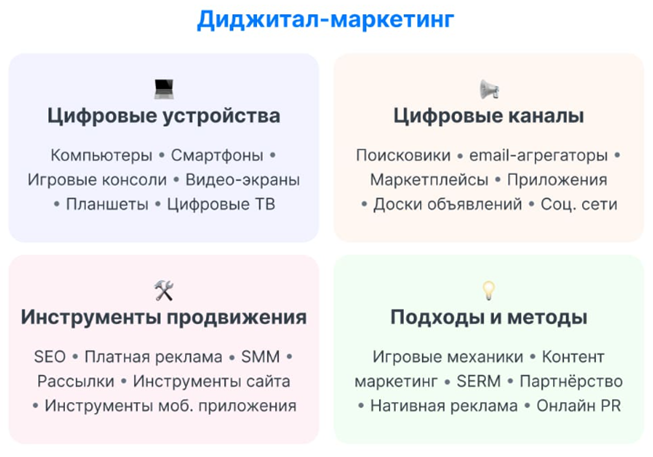 Диджитал-маркетинг
Цифровые устройства
Компьютеры • Смартфоны •
Игровые консоли • Видео-экраны
• Планшеты • Цифровые ТВ
Цифровые каналы
Поисковики • email-агрегаторы •
Маркетплейсы • Приложения
• Доски объявлений • Соц. сети
Инструменты продвижения
SEO • Платная реклама • SMM •
Рассылки • Инструменты сайта
• Инструменты моб. приложения
Подходы и методы
Игровые механики • Контент
маркетинг • SERM • Партнёрство
• Нативная реклама • Онлайн PR